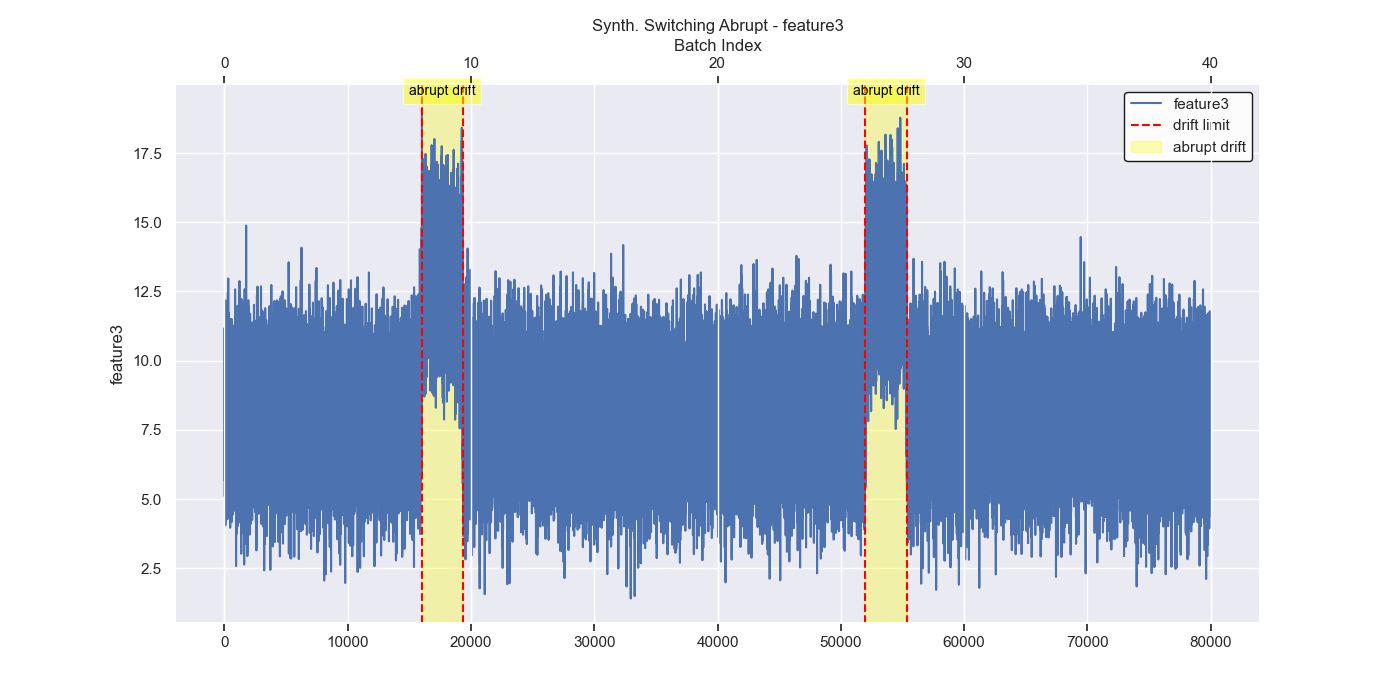 Synth. Switching Abrupt - feature3
Batch Index
0 10 20 30 40
abrupt drift abrupt drift
feature3
drift limit
abrupt drift
17.5
15.0
12.5
10.0
7.5
5.0
2.5
feature3
0 10000 20000 30000 40000 50000 60000 70000 80000